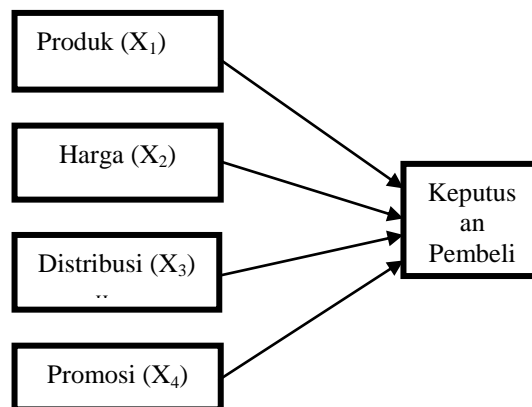 Produk (X₁)
Harga (X₂)
Distribusi (X₃)
Promosi (X₄)
Keputus
an
Pembeli